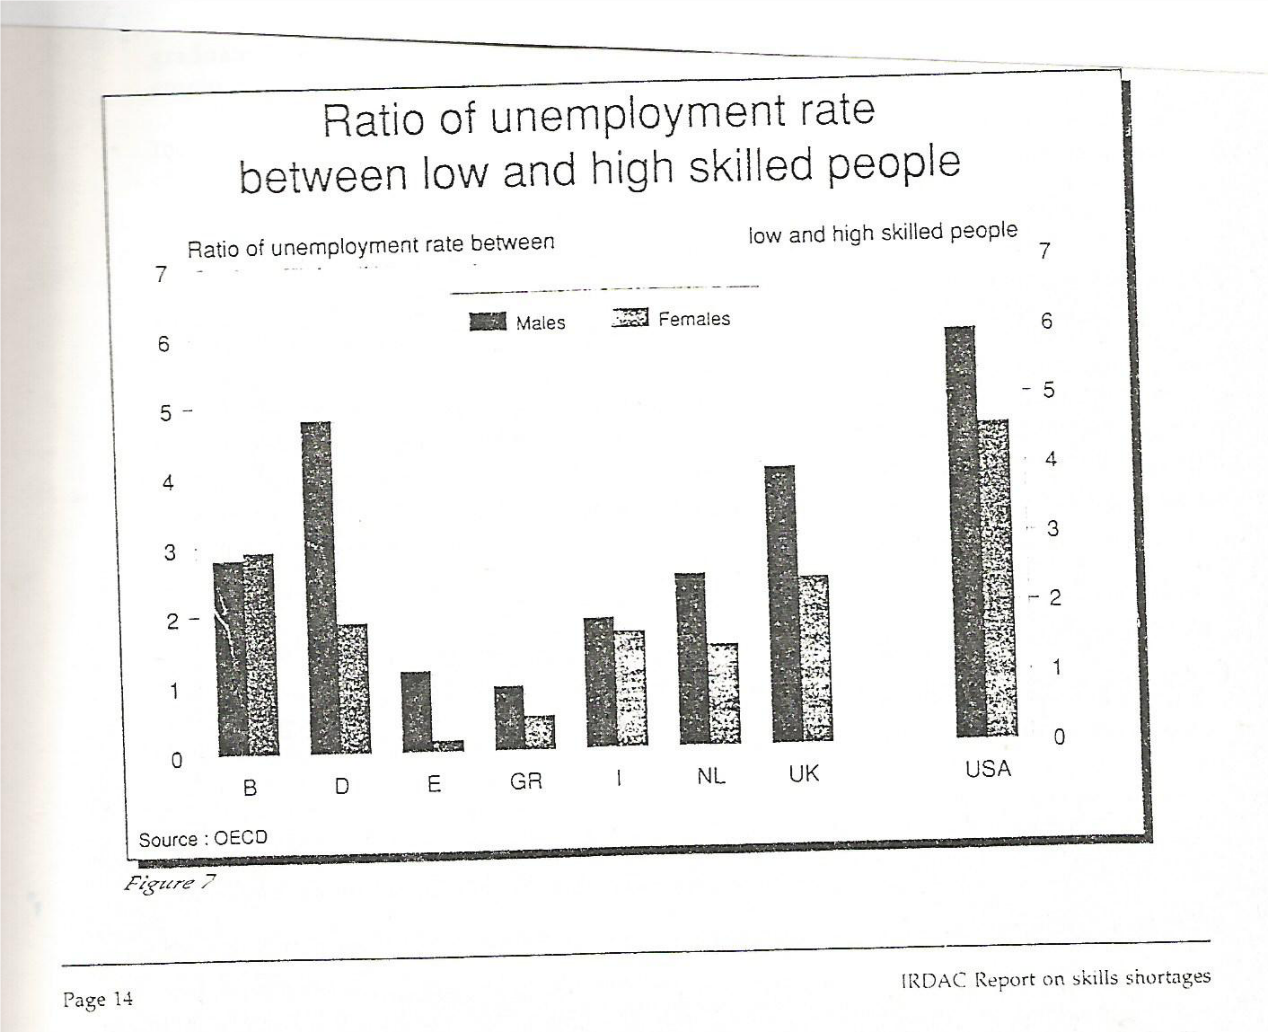 Ratio of unemployment rate
between low and high skilled people
Ratio of unemployment rate between low and high skilled people
7 7
Males Females
6 6
5 5
4 4
3 3
2 2
1 1
0 0
B D E GR I NL UK USA
Source : OECD
Figure 7
Page 14 IRDAC Report on skills shortages